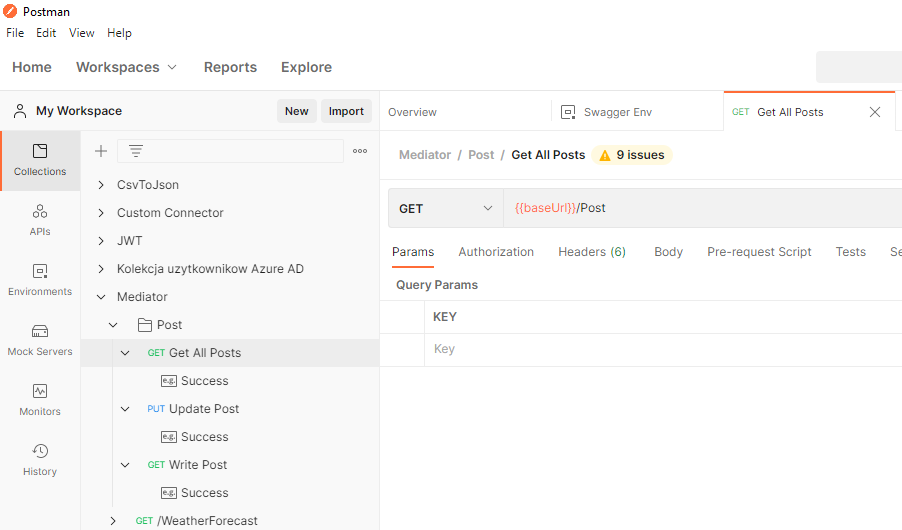 Postman
File Edit View Help
Home Workspaces Reports Explore
My Workspace New Import
Overview Swagger Env GET Get All Posts
Collections
APIs
Environments
Mock Servers
Monitors
History
CsvToJson
Custom Connector
JWT
Kolekcja uzytkownikow Azure AD
Mediator
Post
GET Get All Posts
e.g. Success
PUT Update Post
e.g. Success
GET Write Post
e.g. Success
GET /WeatherForecast
Mediator / Post / Get All Posts 9 issues
GET {{baseUrl}}/Post
Params Authorization Headers (6) Body Pre-request Script Tests Se
Query Params
KEY
Key